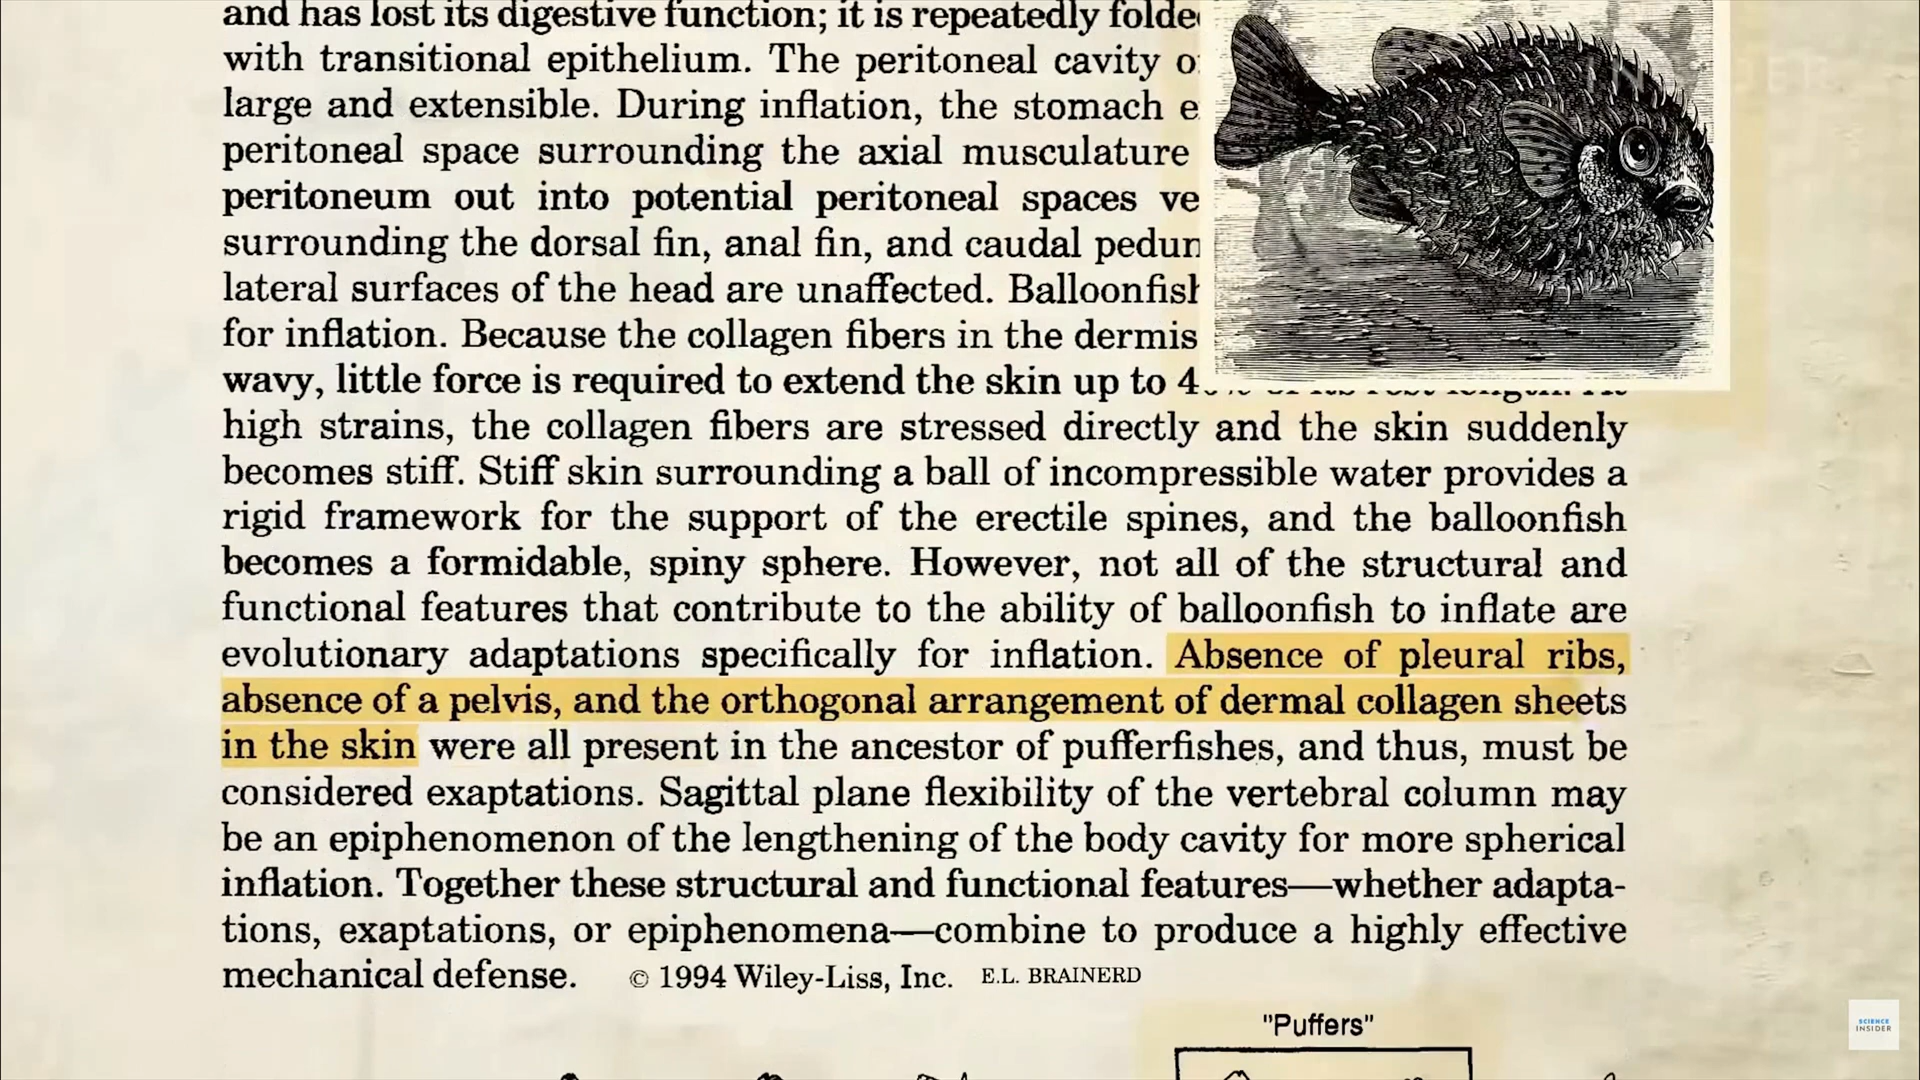 and has lost its digestive function; it is repeatedly
with transitional epithelium. The peritoneal cavity
large and extensible. During inflation, the stomach
peritoneal space surrounding the axial musculature
peritoneum out into potential peritoneal spaces
surrounding the dorsal fin, anal fin, and caudal
lateral surfaces of the head are unaffected.
for inflation. Because the collagen fibers in the dermis
wavy, little force is required to extend the skin up to
high strains, the collagen fibers are stressed directly and the skin suddenly
becomes stiff. Stiff skin surrounding a ball of incompressible water provides a
rigid framework for the support of the erectile spines, and the balloonfish
becomes a formidable, spiny sphere. However, not all of the structural and
functional features that contribute to the ability of balloonfish to inflate are
evolutionary adaptations specifically for inflation. Absence of pleural ribs,
absence of a pelvis, and the orthogonal arrangement of dermal collagen sheets
in the skin were all present in the ancestor of pufferfishes, and thus, must be
considered exaptations. Sagittal plane flexibility of the vertebral column may
be an epiphenomenon of the lengthening of the body cavity for more spherical
inflation. Together these structural and functional features—whether adapta-
tions, exaptations, or epiphenomena—combine to produce a highly effective
mechanical defense. © 1994 Wiley-Liss, Inc. E.L. BRAINERD
"Puffers"
SCIENCE
INSIDER